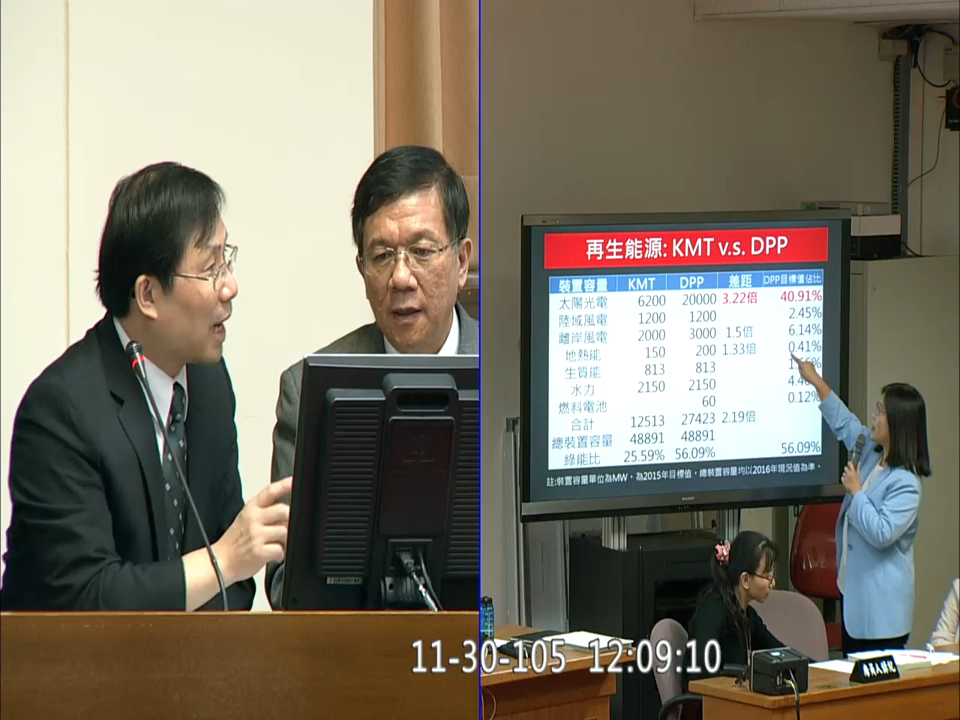 再生能源: KMT v.s. DPP
裝置容量 KMT DPP 差距 DPP目標值佔比
太陽光電 6200 20000 3.22倍 40.91%
陸域風電 1200 1200 2.45%
離岸風電 2000 3000 1.5倍 6.14%
地熱能 150 200 1.33倍 0.41%
生質能 813 813
水力 2150 2150
燃料電池 60 0.12%
合計 12513 27423 2.19倍
總裝置容量 48891 48891
綠能比 25.59% 56.09% 56.09%
註:裝置容量單位為MW，為2015年目標值。總裝置容量均以2016年現況值為準。
11-30-105 12:09:10